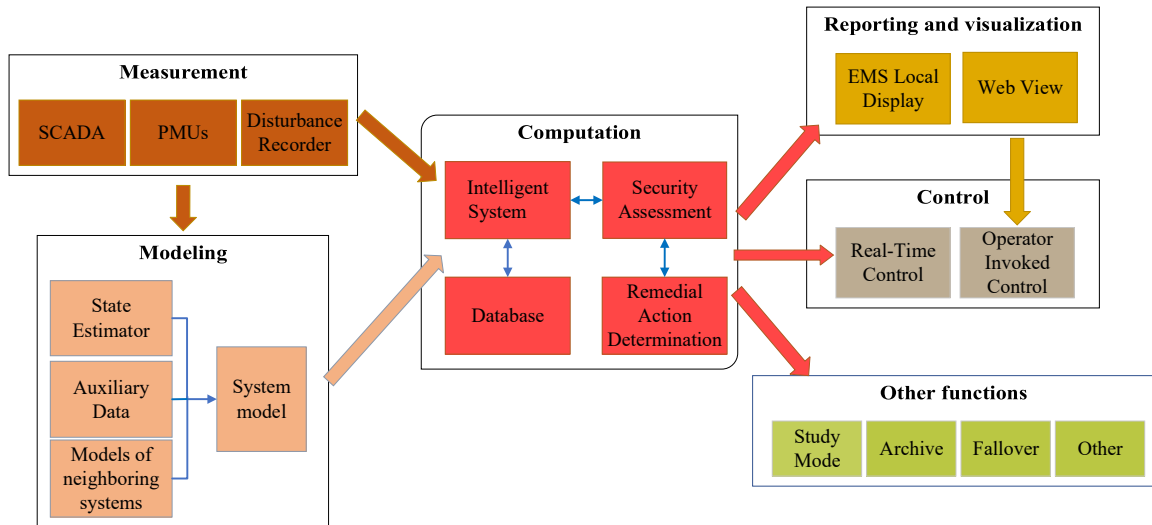 Measurement
SCADA
PMUs
Disturbance
Recorder
Modeling
State
Estimator
Auxiliary
Data
Models of
neighboring
systems
System
model
Computation
Intelligent
System
Security
Assessment
Database
Remedial
Action
Determination
Reporting and visualization
EMS Local
Display
Web View
Control
Real-Time
Control
Operator
Invoked
Control
Other functions
Study
Mode
Archive
Fallover
Other